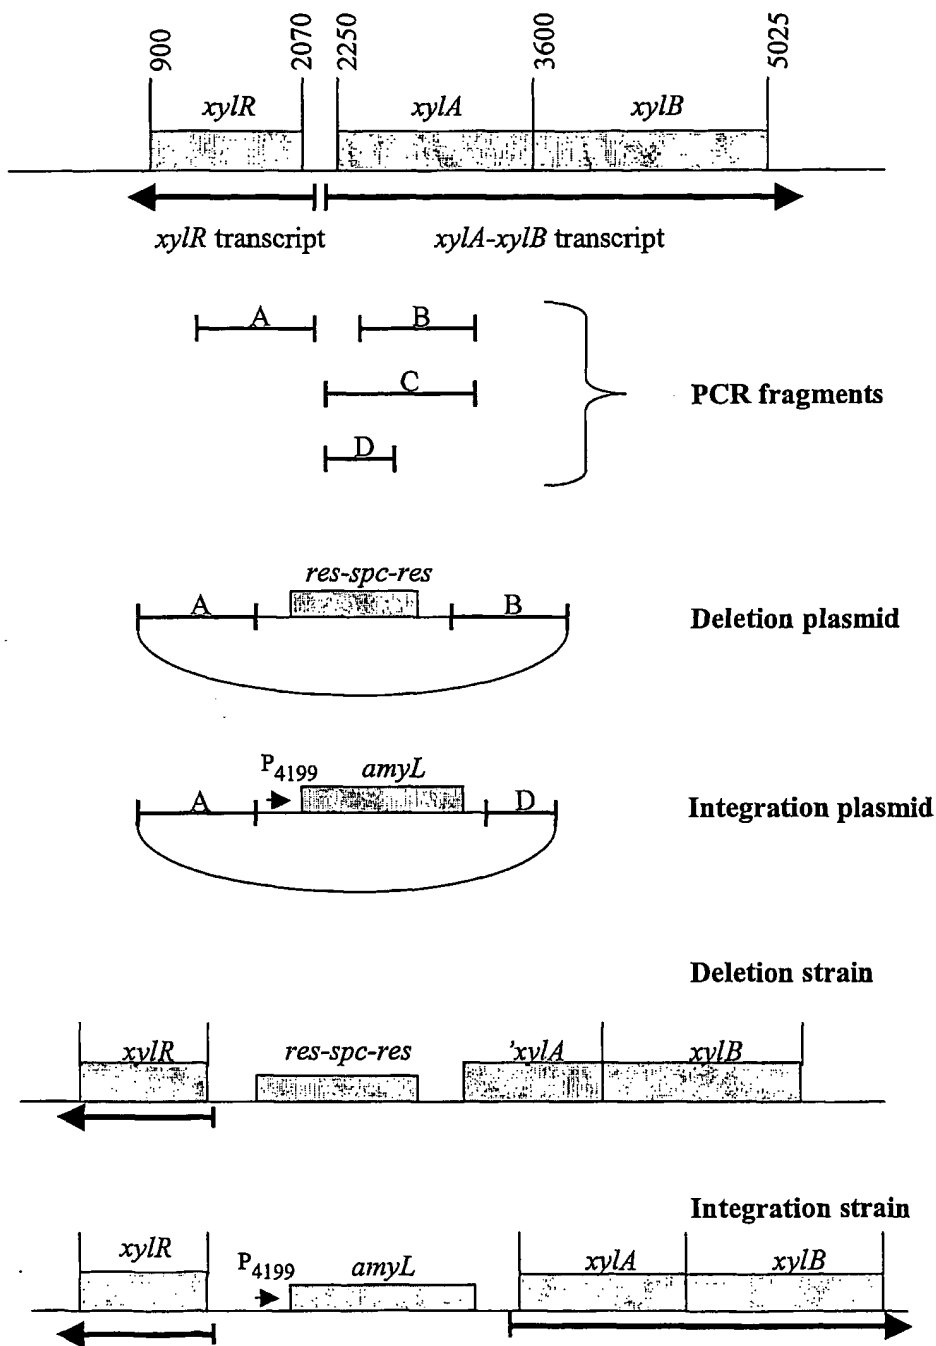 900
2070
2250
3600
5025
xylR
xylA
xylB
xylR transcript
xylA-xylB transcript
A
B
C
PCR fragments
D
res-spc-res
A
B
Deletion plasmid
P4199
amyL
A
D
Integration plasmid
Deletion strain
xylR
res-spc-res
'xylA
xylB
Integration strain
xylR
P4199
amyL
xylA
xylB